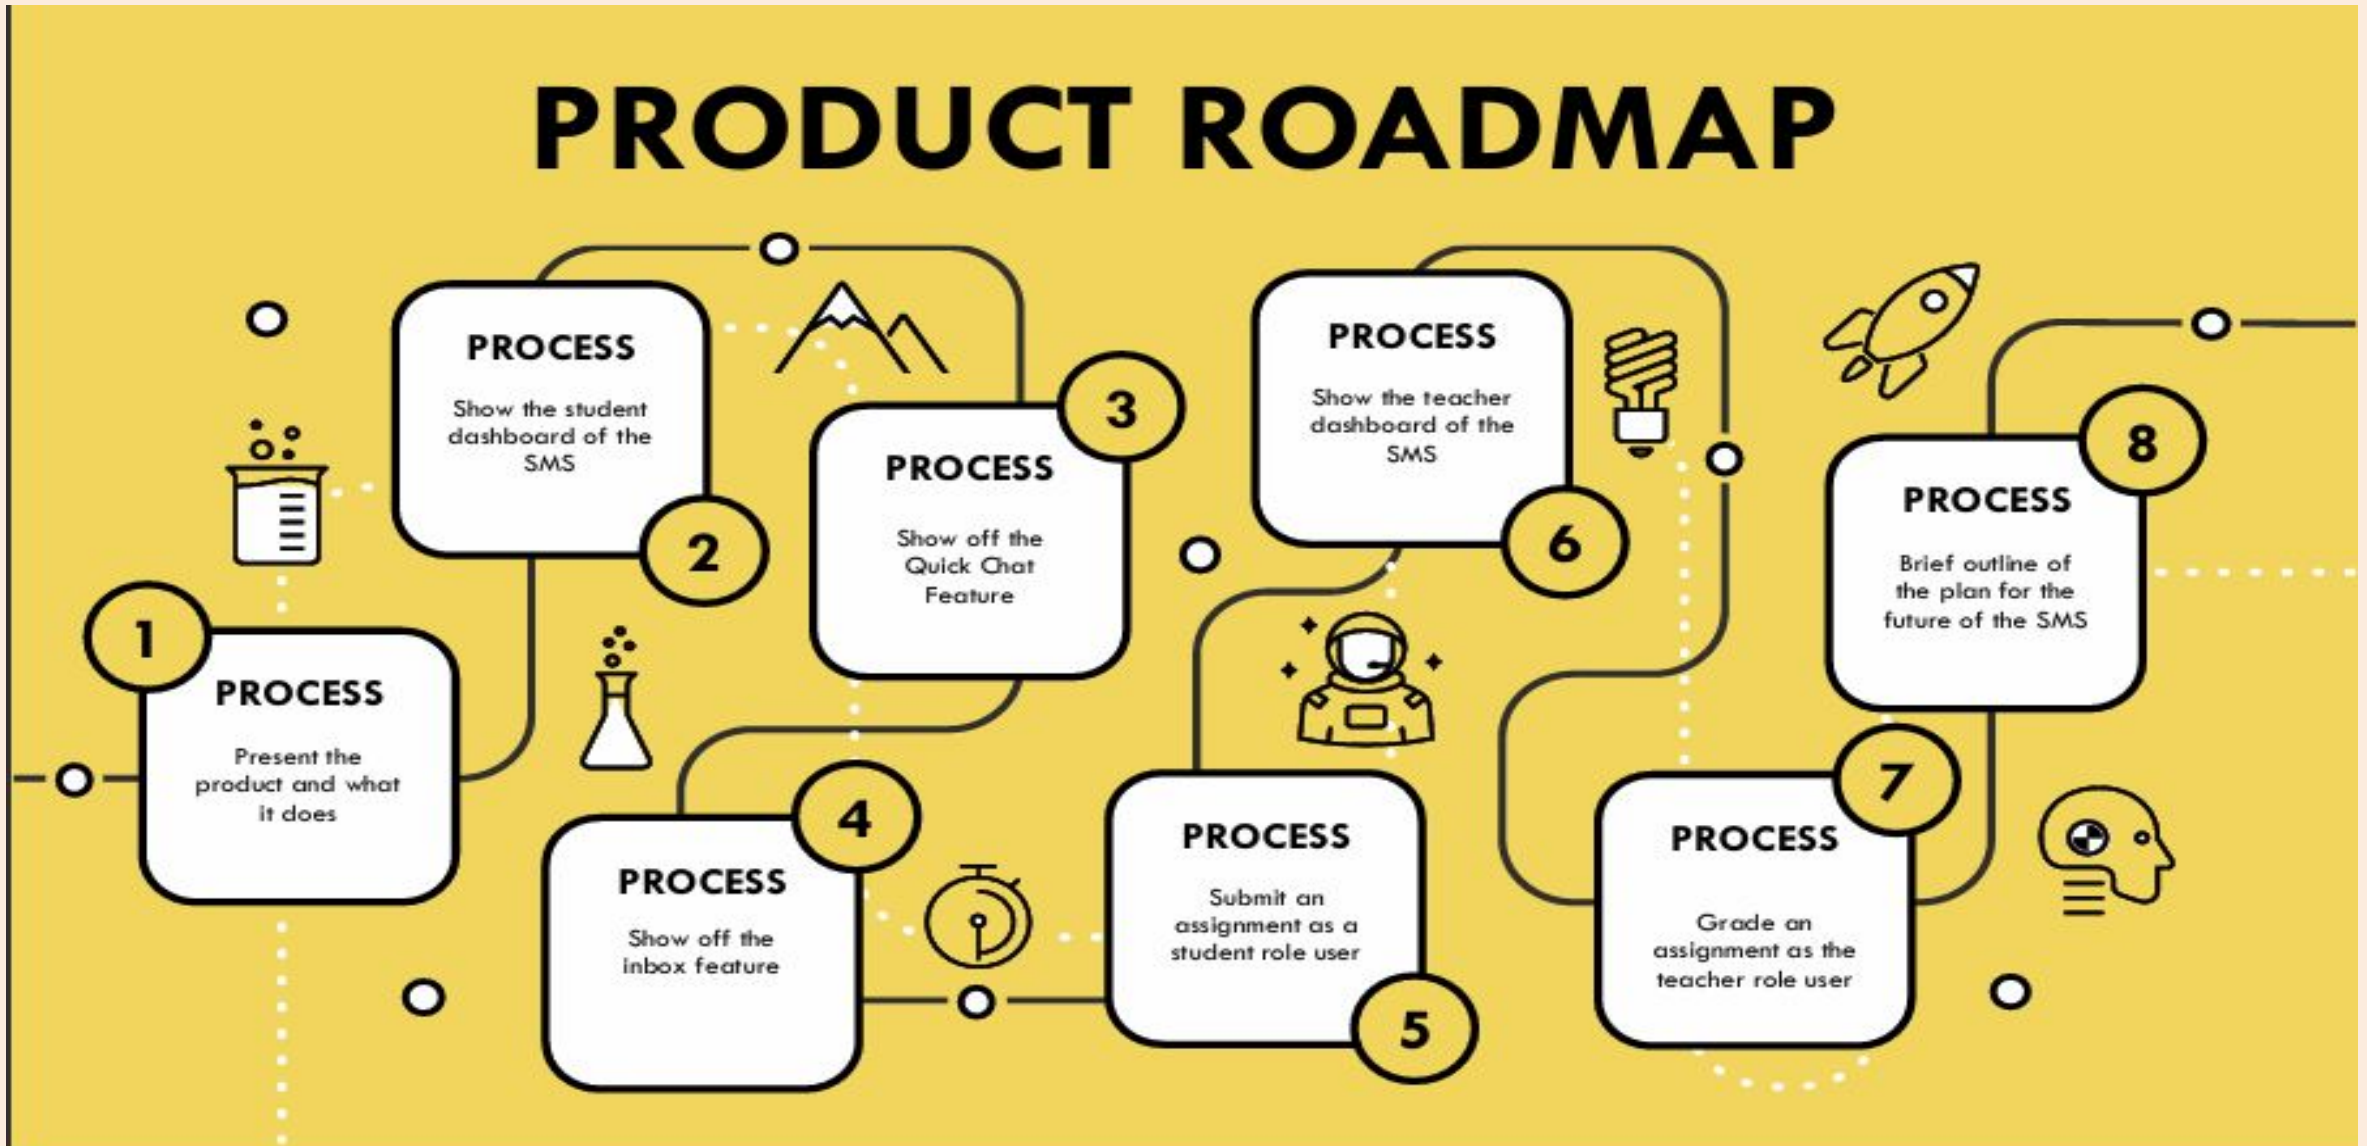 PRODUCT ROADMAP
1
PROCESS
Present the
product and what
it does
2
PROCESS
Show the student
dashboard of the
SMS
3
PROCESS
Show off the
Quick Chat
Feature
4
PROCESS
Show off the
inbox feature
5
PROCESS
Submit an
assignment as a
student role user
6
PROCESS
Show the teacher
dashboard of the
SMS
7
PROCESS
Grade an
assignment as the
teacher role user
8
PROCESS
Brief outline of
the plan for the
future of the SMS